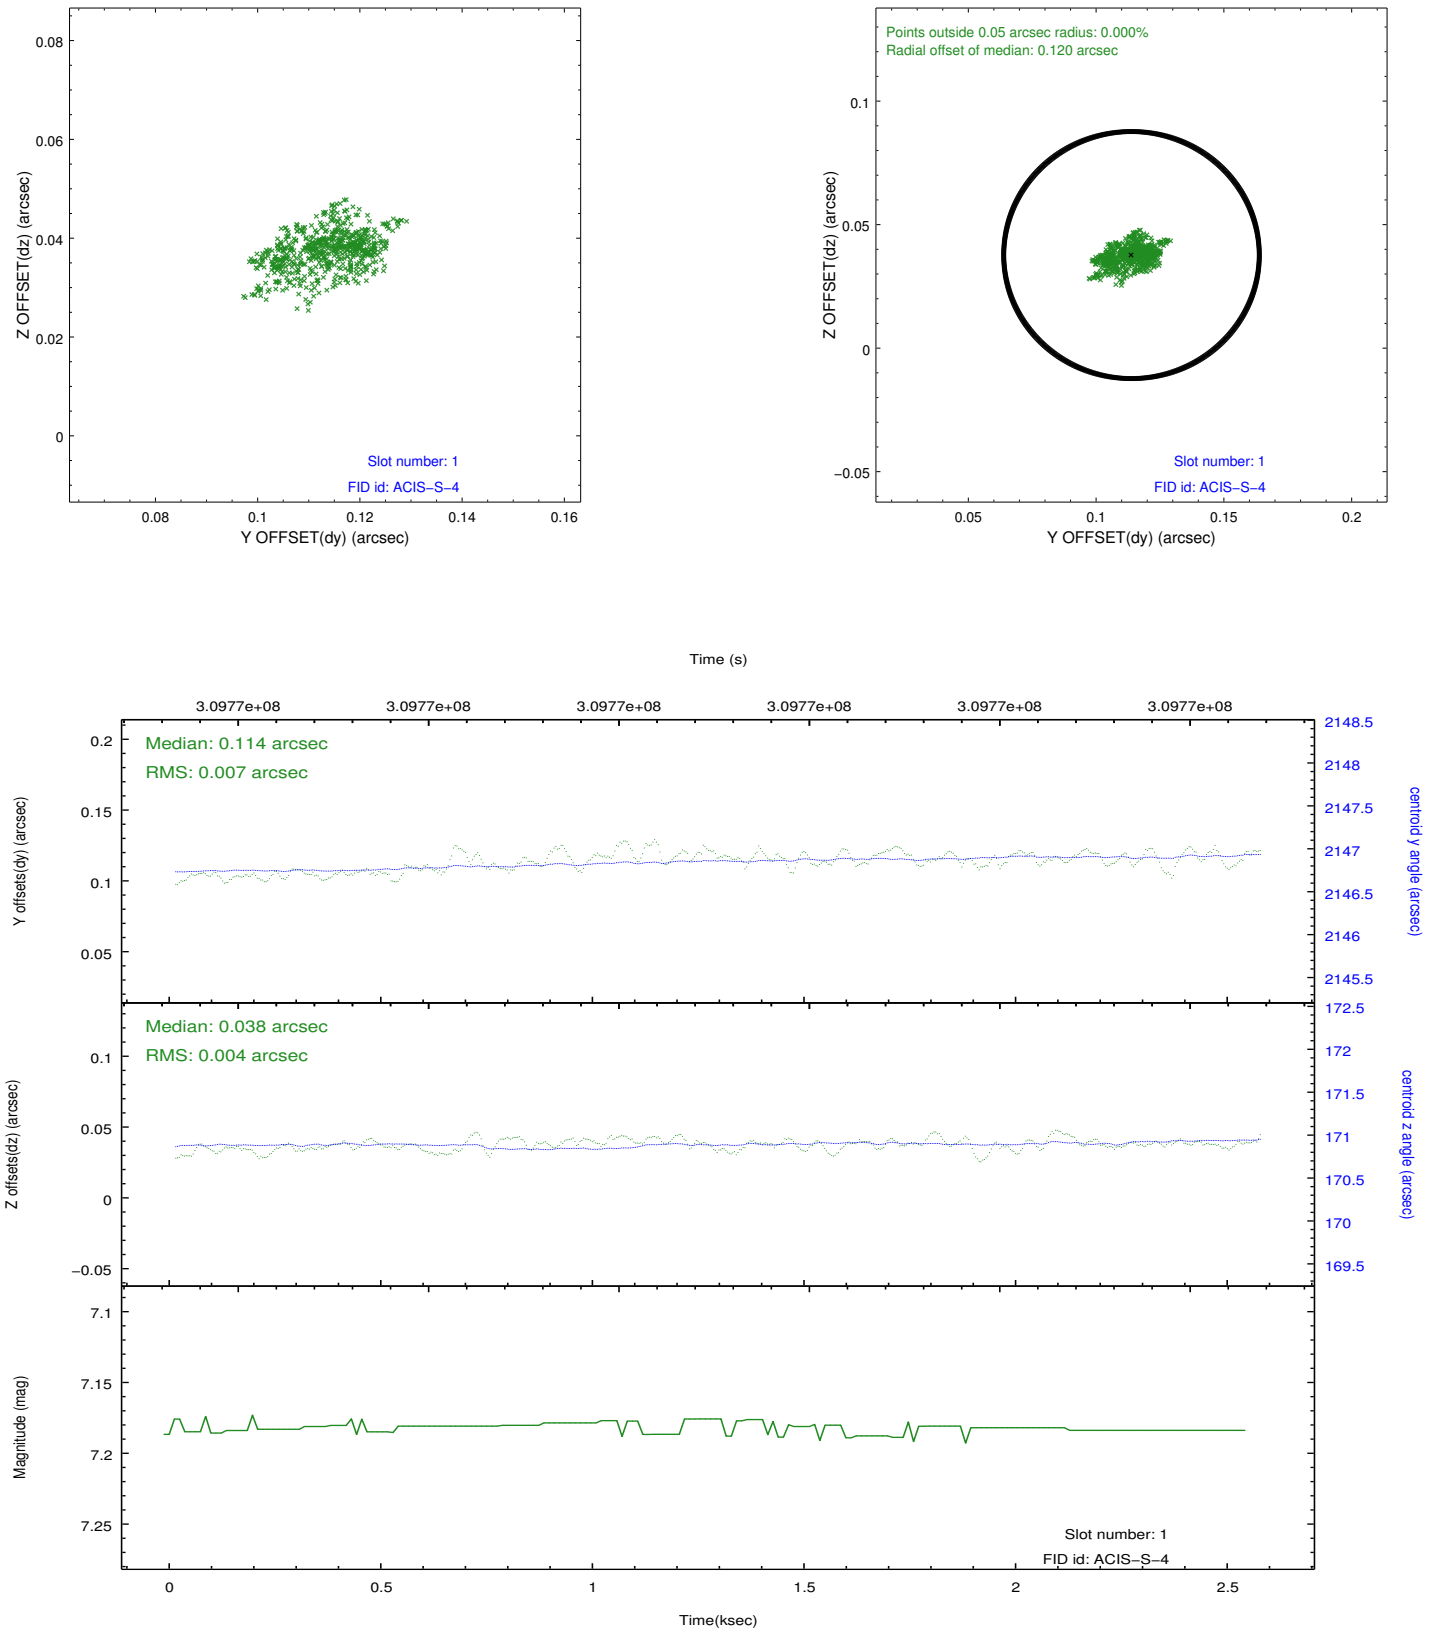 0.08
0.06
0.04
0.02
0
Z OFFSET(dz) (arcsec)
Slot number: 1
FID id: ACIS−S−4
0.08 0.1 0.12 0.14 0.16
Y OFFSET(dy) (arcsec)
Points outside 0.05 arcsec radius: 0.000%
Radial offset of median: 0.120 arcsec
0.1
0.05
0
−0.05
Z OFFSET(dz) (arcsec)
Slot number: 1
FID id: ACIS−S−4
0.05 0.1 0.15 0.2
Y OFFSET(dy) (arcsec)
Time (s)
3.0977e+08 3.0977e+08 3.0977e+08 3.0977e+08 3.0977e+08 3.0977e+08
Median: 0.114 arcsec
RMS: 0.007 arcsec
0.2
0.15
0.1
0.05
Y offsets(dy) (arcsec)
2148.5
2148
2147.5
2147
2146.5
2146
2145.5
centroid y angle (arcsec)
Median: 0.038 arcsec
RMS: 0.004 arcsec
0.1
0.05
0
−0.05
Z offsets(dz) (arcsec)
172.5
172
171.5
171
170.5
170
169.5
centroid z angle (arcsec)
7.1
7.15
7.2
7.25
Magnitude (mag)
Slot number: 1
FID id: ACIS−S−4
0 0.5 1 1.5 2 2.5
Time(ksec)